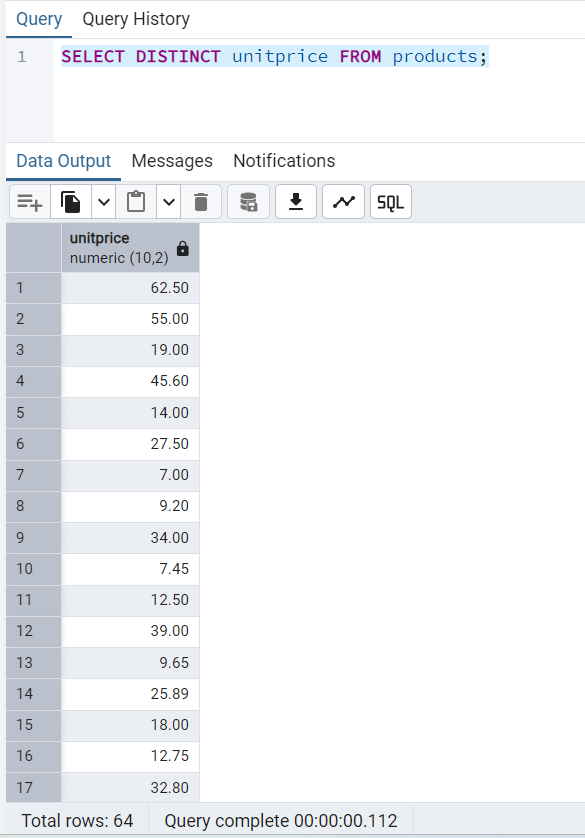 Query Query History
1 SELECT DISTINCT unitprice FROM products;
Data Output Messages Notifications
SQL
unitprice
numeric (10,2)
1 62.50
2 55.00
3 19.00
4 45.60
5 14.00
6 27.50
7 7.00
8 9.20
9 34.00
10 7.45
11 12.50
12 39.00
13 9.65
14 25.89
15 18.00
16 12.75
17 32.80
Total rows: 64 Query complete 00:00:00.112